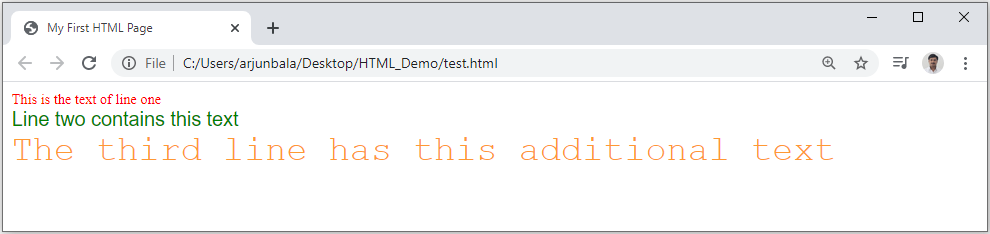 My First HTML Page
File
C:/Users/arjunbala/Desktop/HTML_Demo/test.html
This is the text of line one
Line two contains this text
The third line has this additional text